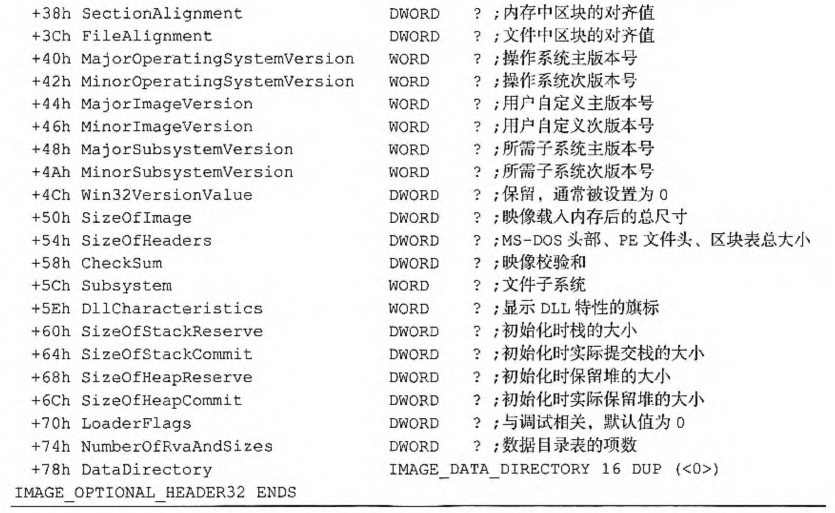 +38h SectionAlignment DWORD ? ;内存中区块的对齐值
+3Ch FileAlignment DWORD ? ;文件中区块的对齐值
+40h MajorOperatingSystemVersion WORD ? ;操作系统主版本号
+42h MinorOperatingSystemVersion WORD ? ;操作系统次版本号
+44h MajorImageVersion WORD ? ;用户自定义主版本号
+46h MinorImageVersion WORD ? ;用户自定义次版本号
+48h MajorSubsystemVersion WORD ? ;所需子系统主版本号
+4Ah MinorSubsystemVersion WORD ? ;所需子系统次版本号
+4Ch Win32VersionValue DWORD ? ;保留，通常被设置为 0
+50h SizeOfImage DWORD ? ;映像载入内存后的总尺寸
+54h SizeOfHeaders DWORD ? ;MS-DOS 头部、PE 文件头、区块表总大小
+58h CheckSum DWORD ? ;映像校验和
+5Ch Subsystem WORD ? ;文件子系统
+5Eh DllCharacteristics WORD ? ;显示 DLL 特性的旗标
+60h SizeOfStackReserve DWORD ? ;初始化时栈的大小
+64h SizeOfStackCommit DWORD ? ;初始化时实际提交栈的大小
+68h SizeOfHeapReserve DWORD ? ;初始化时保留堆的大小
+6Ch SizeOfHeapCommit DWORD ? ;初始化时实际保留堆的大小
+70h LoaderFlags DWORD ? ;与调试相关，默认值为 0
+74h NumberOfRvaAndSizes DWORD ? ;数据目录表的项数
+78h DataDirectory IMAGE_DATA_DIRECTORY 16 DUP (<0>)
IMAGE_OPTIONAL_HEADER32 ENDS